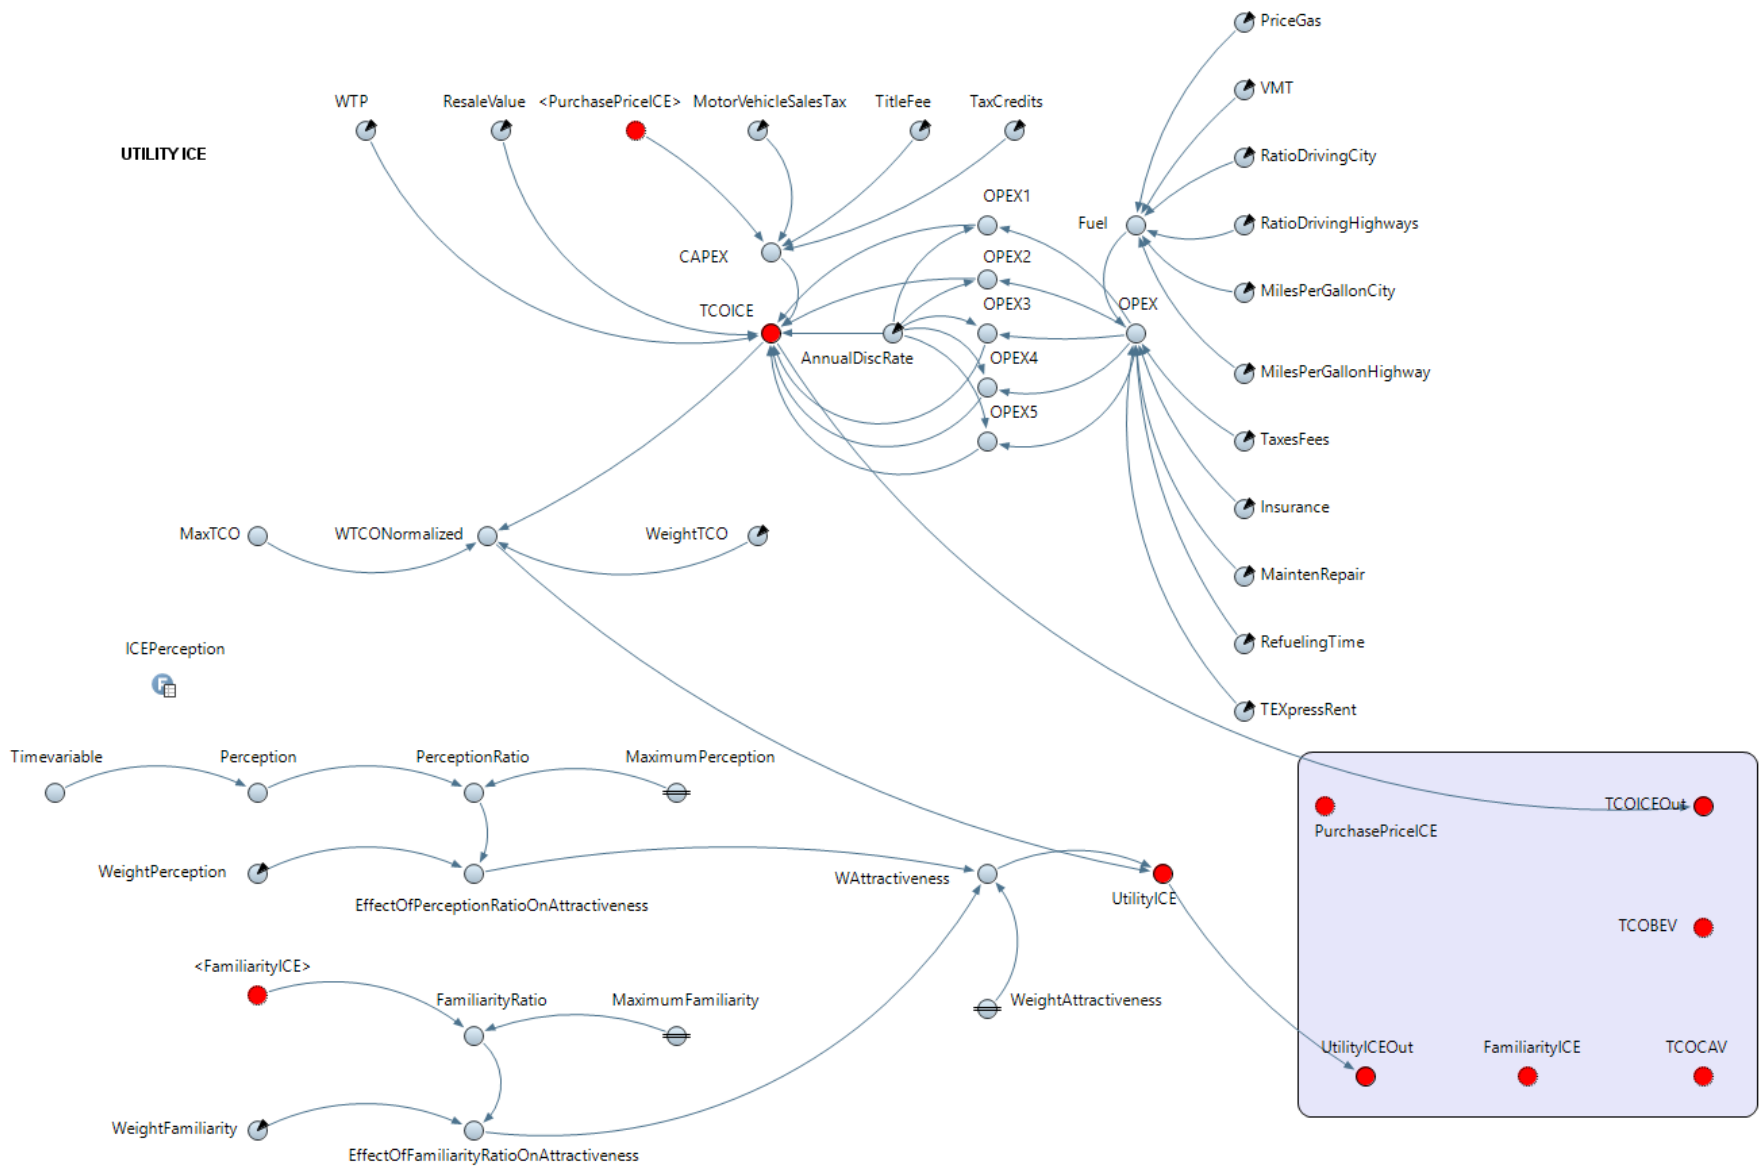 PriceGas
VMT
WTP
ResaleValue
<PurchasePriceICE>
MotorVehicleSalesTax
TitleFee
TaxCredits
UTILITY ICE
RatioDrivingCity
OPEX1
Fuel
RatioDrivingHighways
CAPEX
OPEX2
MilesPerGallonCity
TCOICE
OPEX3
OPEX
AnnualDiscRate
OPEX4
MilesPerGallonHighway
OPEX5
TaxesFees
Insurance
MaxTCO
WTCONormalized
WeightTCO
MaintenRepair
ICEPerception
RefuelingTime
TEXpressRent
Timevariable
Perception
PerceptionRatio
MaximumPerception
TCOICEOut
PurchasePriceICE
WeightPerception
WAttractiveness
UtilityICE
EffectOfPerceptionRatioOnAttractiveness
TCOBEV
<FamiliarityICE>
FamiliarityRatio
MaximumFamiliarity
WeightAttractiveness
UtilityICEOut
FamiliarityICE
TCOCAV
WeightFamiliarity
EffectOfFamiliarityRatioOnAttractiveness